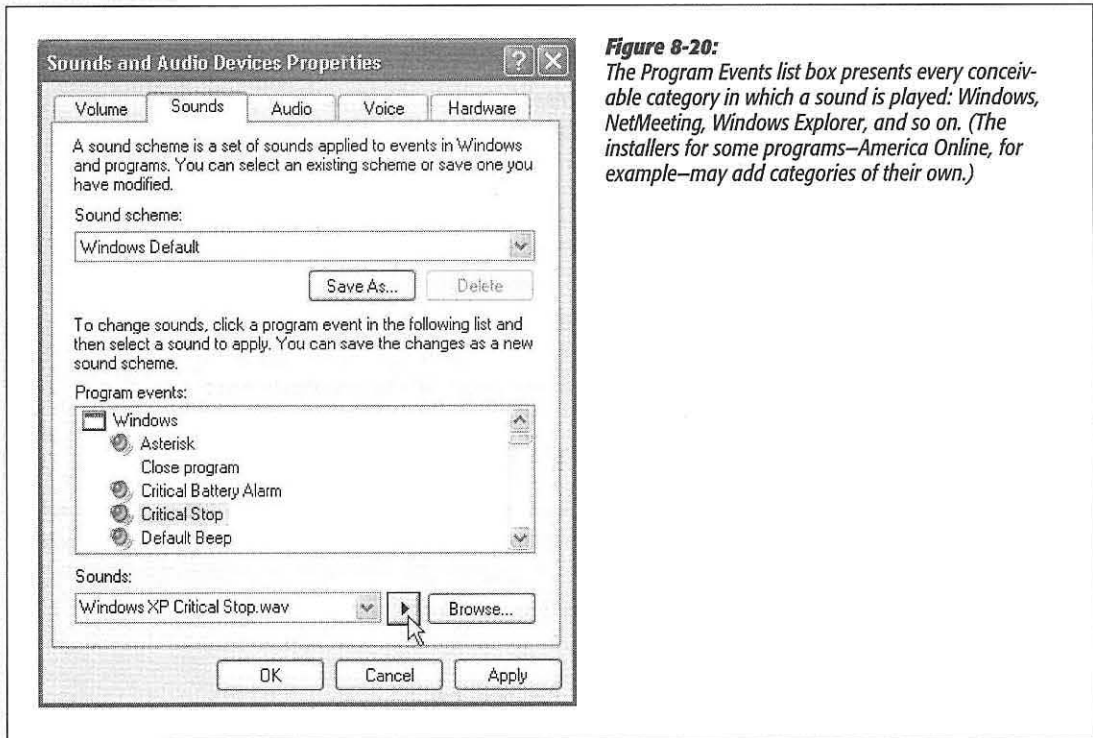 Sounds and Audio Devices Properties
Volume
Sounds
Audio
Voice
Hardware
A sound scheme is a set of sounds applied to events in Windows
and programs. You can select an existing scheme or save one you
have modified.
Sound scheme:
Windows Default
Save As...
Delete
To change sounds, click a program event in the following list and
then select a sound to apply. You can save the changes as a new
sound scheme.
Program events:
Windows
Asterisk
Close program
Critical Battery Alarm
Critical Stop
Default Beep
Sounds:
Windows XP Critical Stop.wav
Browse...
OK
Cancel
Apply
Figure 8-20:
The Program Events list box presents every conceiv-
able category in which a sound is played: Windows,
NetMeeting, Windows Explorer, and so on. (The
installers for some programs—America Online, for
example—may add categories of their own.)